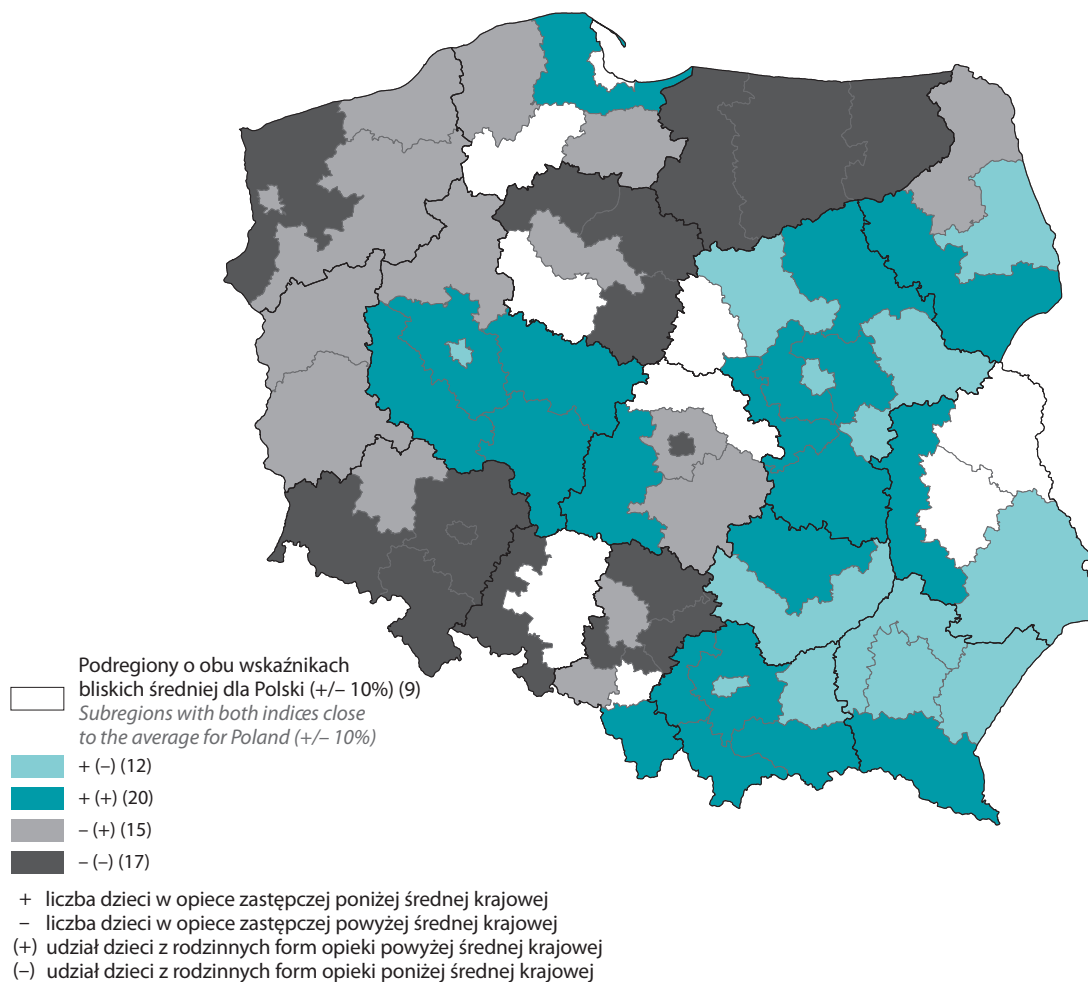 Podregiony o obu wskaźnikach
bliskich średniej dla Polski (+/– 10%) (9)
Subregions with both indices close
to the average for Poland (+/– 10%)
+ (–) (12)
+ (+) (20)
– (+) (15)
– (–) (17)
+ liczba dzieci w opiece zastępczej poniżej średniej krajowej
– liczba dzieci w opiece zastępczej powyżej średniej krajowej
(+) udział dzieci z rodzinnych form opieki powyżej średniej krajowej
(–) udział dzieci z rodzinnych form opieki poniżej średniej krajowej